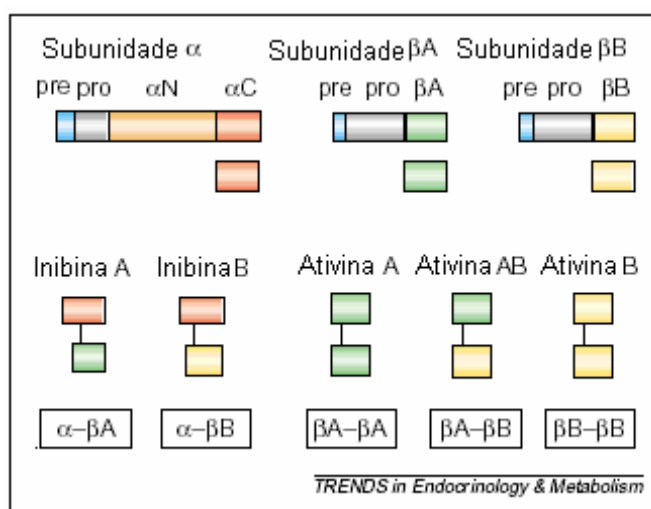 Subunidade α Subunidade βA Subunidade βB
pre pro αN αC pre pro βA pre pro βB
Inibina A Inibina B Ativina A Ativina AB Ativina B
α–βA α–βB βA–βA βA–βB βB–βB
TRENDS in Endocrinology & Metabolism